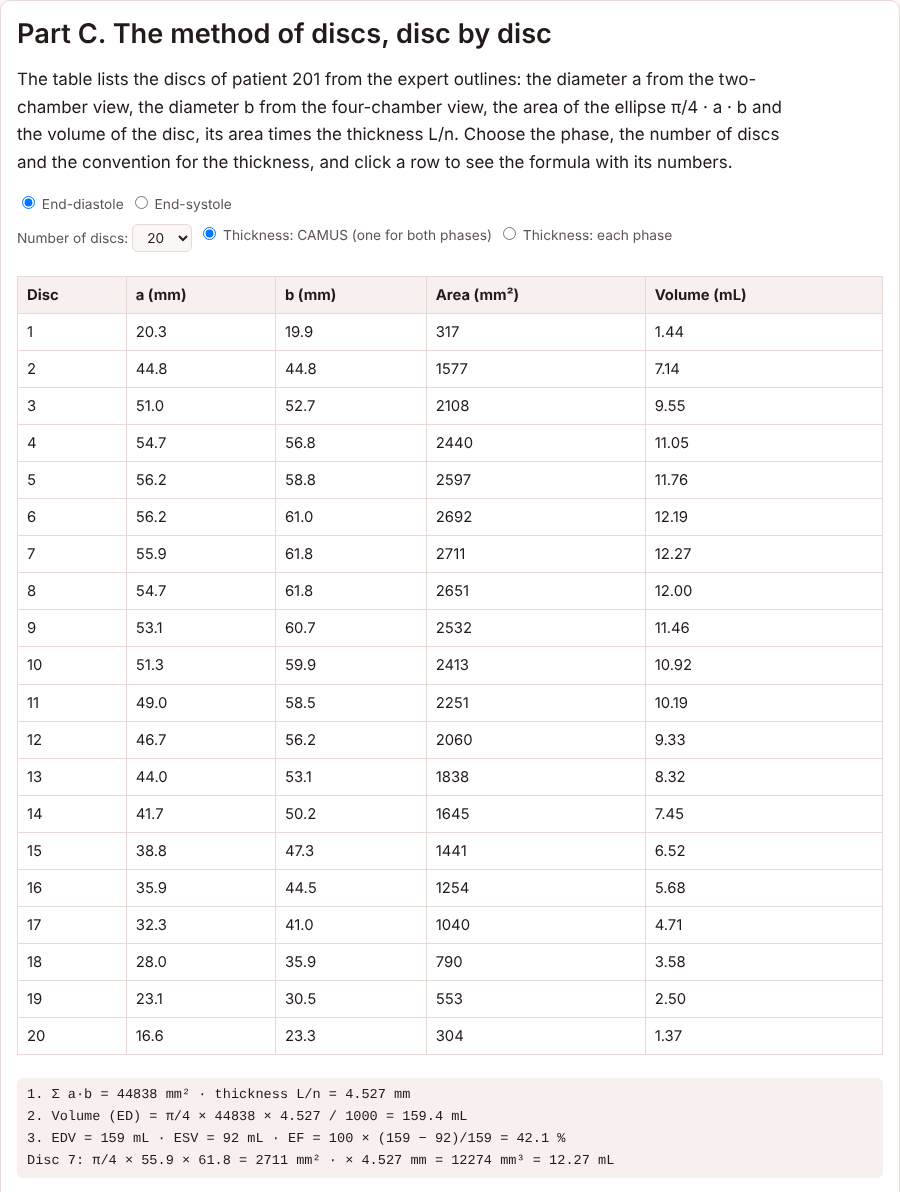 Part C. The method of discs, disc by disc
The table lists the discs of patient 201 from the expert outlines: the diameter a from the two-
chamber view, the diameter b from the four-chamber view, the area of the ellipse π/4 · a · b and
the volume of the disc, its area times the thickness L/n. Choose the phase, the number of discs
and the convention for the thickness, and click a row to see the formula with its numbers.
End-diastole End-systole
Number of discs: 20 Thickness: CAMUS (one for both phases) Thickness: each phase
Disc a (mm) b (mm) Area (mm²) Volume (mL)
1 20.3 19.9 317 1.44
2 44.8 44.8 1577 7.14
3 51.0 52.7 2108 9.55
4 54.7 56.8 2440 11.05
5 56.2 58.8 2597 11.76
6 56.2 61.0 2692 12.19
7 55.9 61.8 2711 12.27
8 54.7 61.8 2651 12.00
9 53.1 60.7 2532 11.46
10 51.3 59.9 2413 10.92
11 49.0 58.5 2251 10.19
12 46.7 56.2 2060 9.33
13 44.0 53.1 1838 8.32
14 41.7 50.2 1645 7.45
15 38.8 47.3 1441 6.52
16 35.9 44.5 1254 5.68
17 32.3 41.0 1040 4.71
18 28.0 35.9 790 3.58
19 23.1 30.5 553 2.50
20 16.6 23.3 304 1.37
1. Σ a·b = 44838 mm² · thickness L/n = 4.527 mm
2. Volume (ED) = π/4 × 44838 × 4.527 / 1000 = 159.4 mL
3. EDV = 159 mL · ESV = 92 mL · EF = 100 × (159 − 92)/159 = 42.1 %
Disc 7: π/4 × 55.9 × 61.8 = 2711 mm² · × 4.527 mm = 12274 mm³ = 12.27 mL